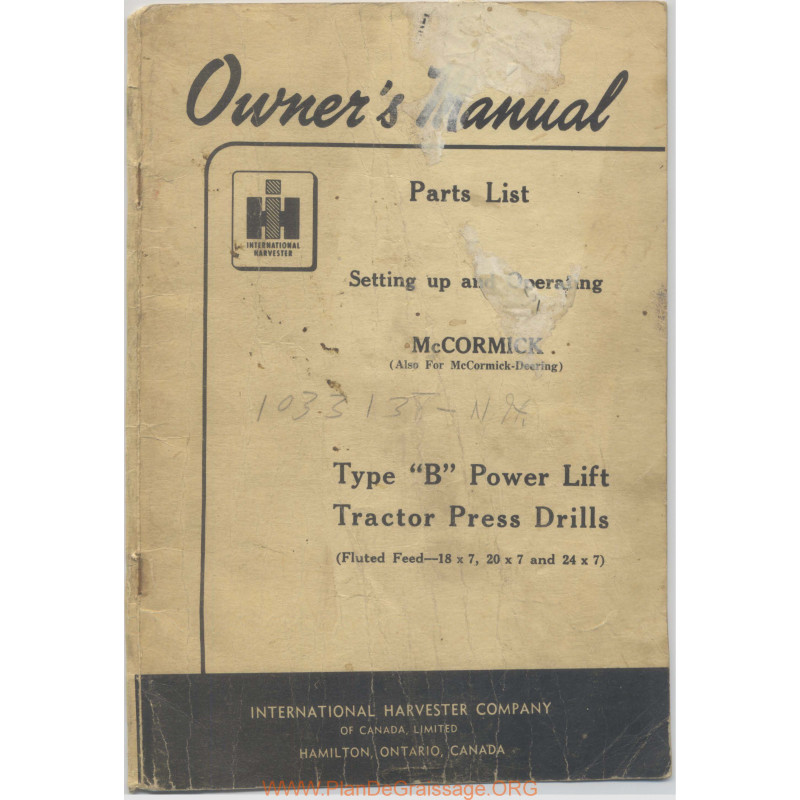 Owner's Manual
INTERNATIONAL
HARVESTER
Parts List
Setting up and Operating
McCORMICK
(Also For McCormick-Deering)
Type "B" Power Lift
Tractor Press Drills
(Fluted Feed—18 x 7, 20 x 7 and 24 x 7)
INTERNATIONAL HARVESTER COMPANY
OF CANADA, LIMITED
HAMILTON, ONTARIO, CANADA
www.PlanDeGraissage.ORG